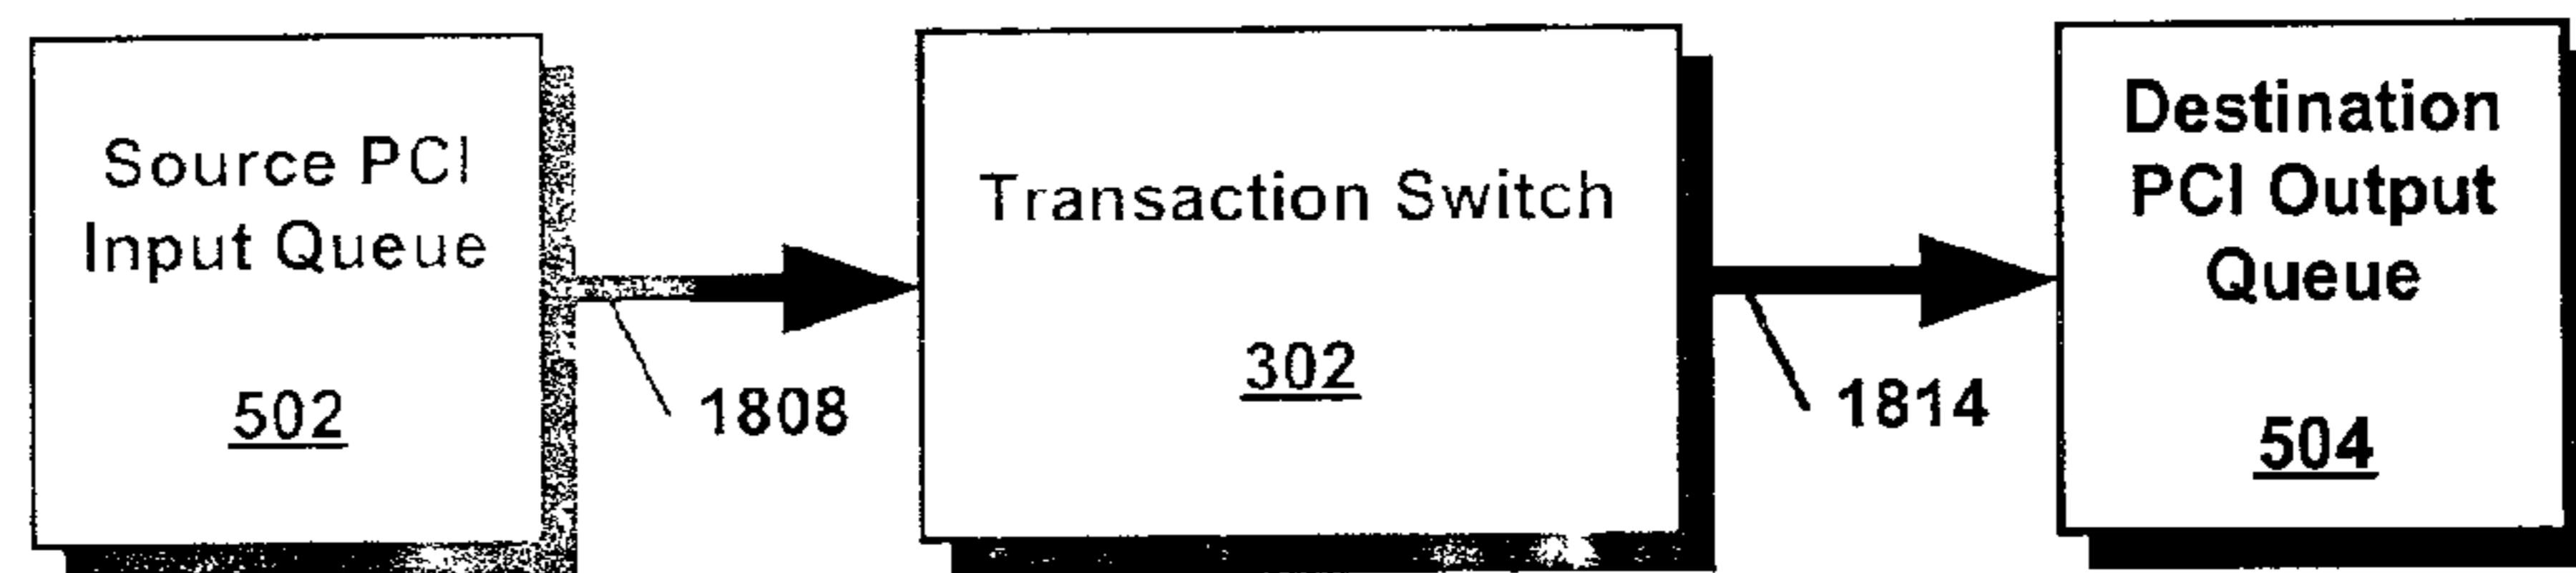 Source PCI
Input Queue
502
1808
Transaction Switch
302
1814
Destination
PCI Output
Queue
504